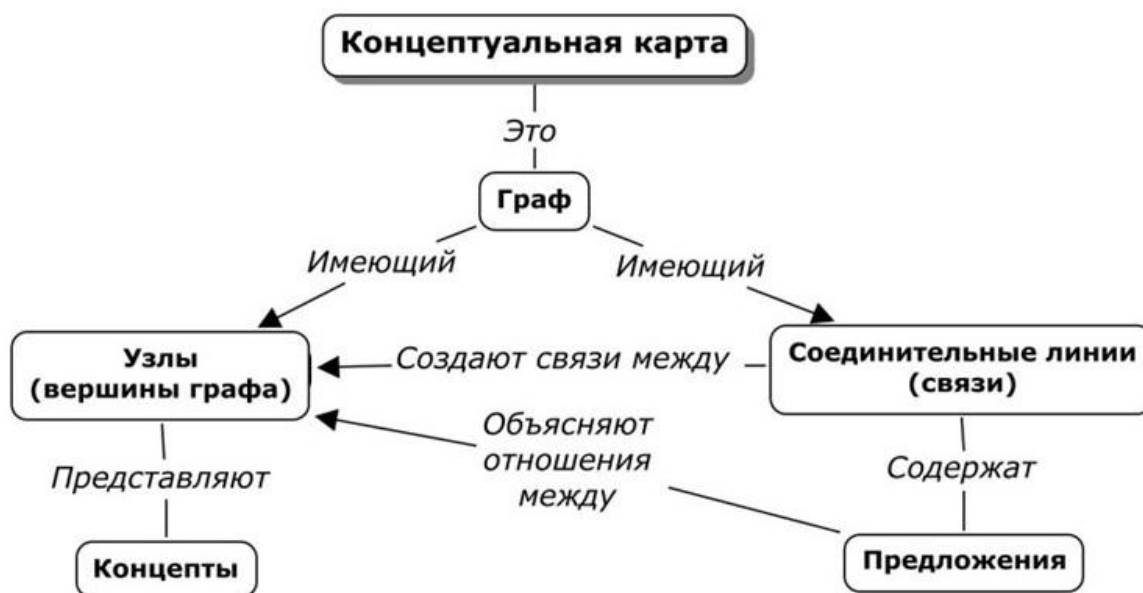 Концептуальная карта
Это
Граф
Имеющий
Имеющий
Узлы
(вершины графа)
Создают связи между
Соединительные линии
(связи)
Объясняют
отношения
между
Представляют
Содержат
Концепты
Предложения